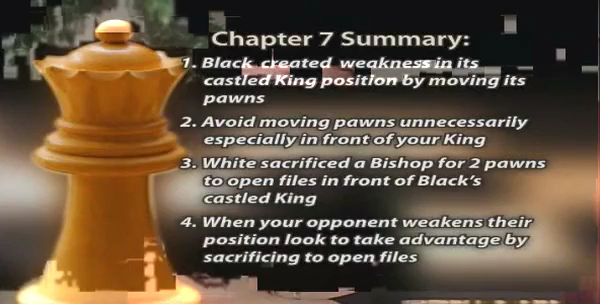 Chapter 7 Summary:
1. Black created weakness in its
castled King position by moving its
pawns
2. Avoid moving pawns unnecessarily
especially in front of your King
3. White sacrificed a Bishop for 2 pawns
to open files in front of Black's
castled King
4. When your opponent weakens their
position look to take advantage by
sacrificing to open files